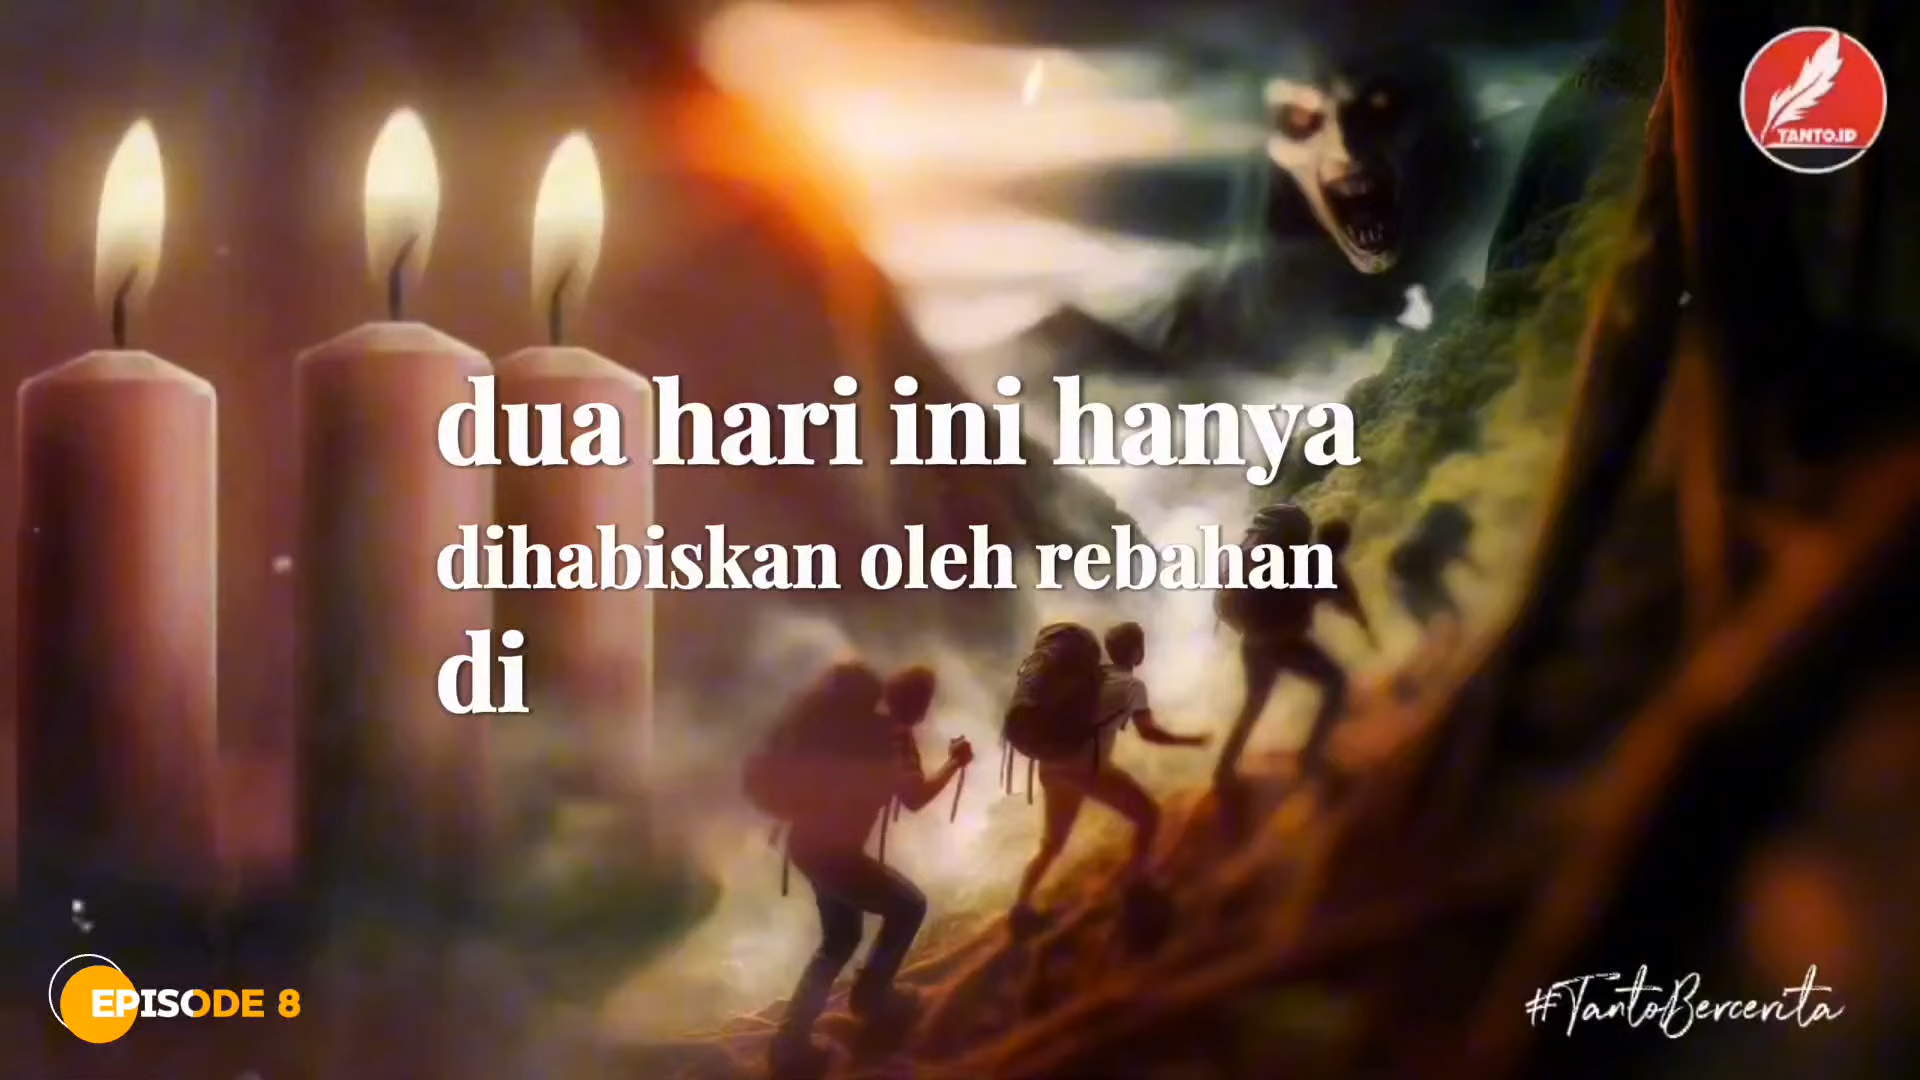 TANTO.ID
dua hari ini hanya
dihabiskan oleh rebahan
di
EPISODE 8
#TantoBercerita